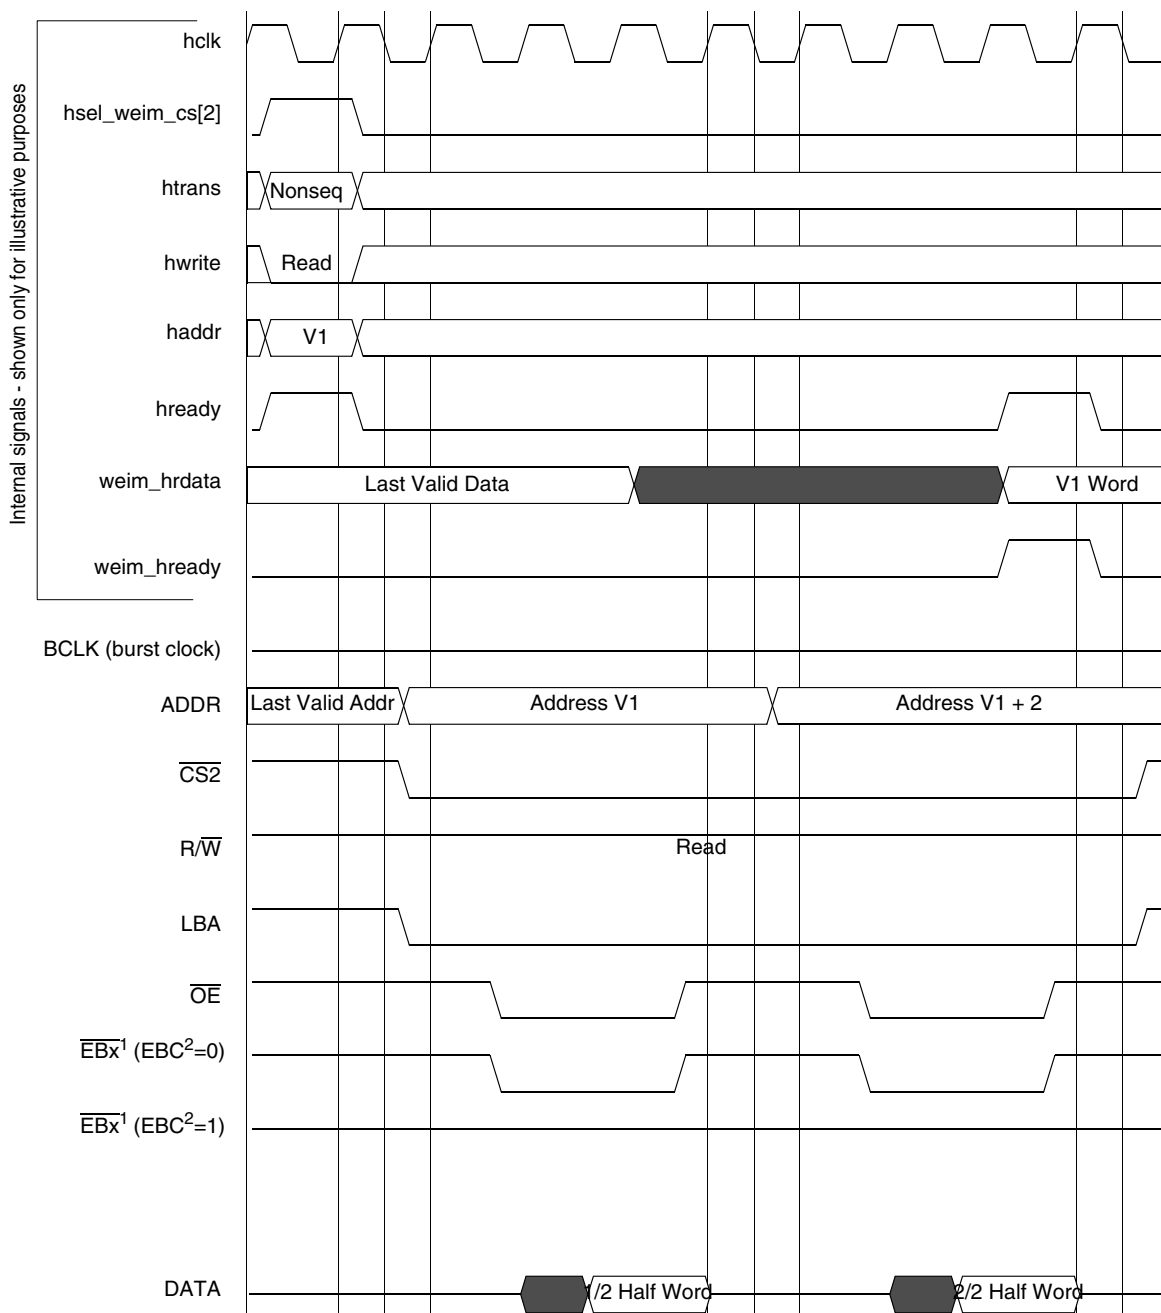 Internal signals - shown only for illustrative purposes
hclk
hsel_weim_cs[2]
htrans Nonseq
hwrite Read
haddr V1
hready
weim_hrdata Last Valid Data V1 Word
weim_hready
BCLK (burst clock)
ADDR Last Valid Addr Address V1 Address V1 + 2
CS2
R/W Read
LBA
OE
EBx¹ (EBC²=0)
EBx¹ (EBC²=1)
DATA 1/2 Half Word 2/2 Half Word